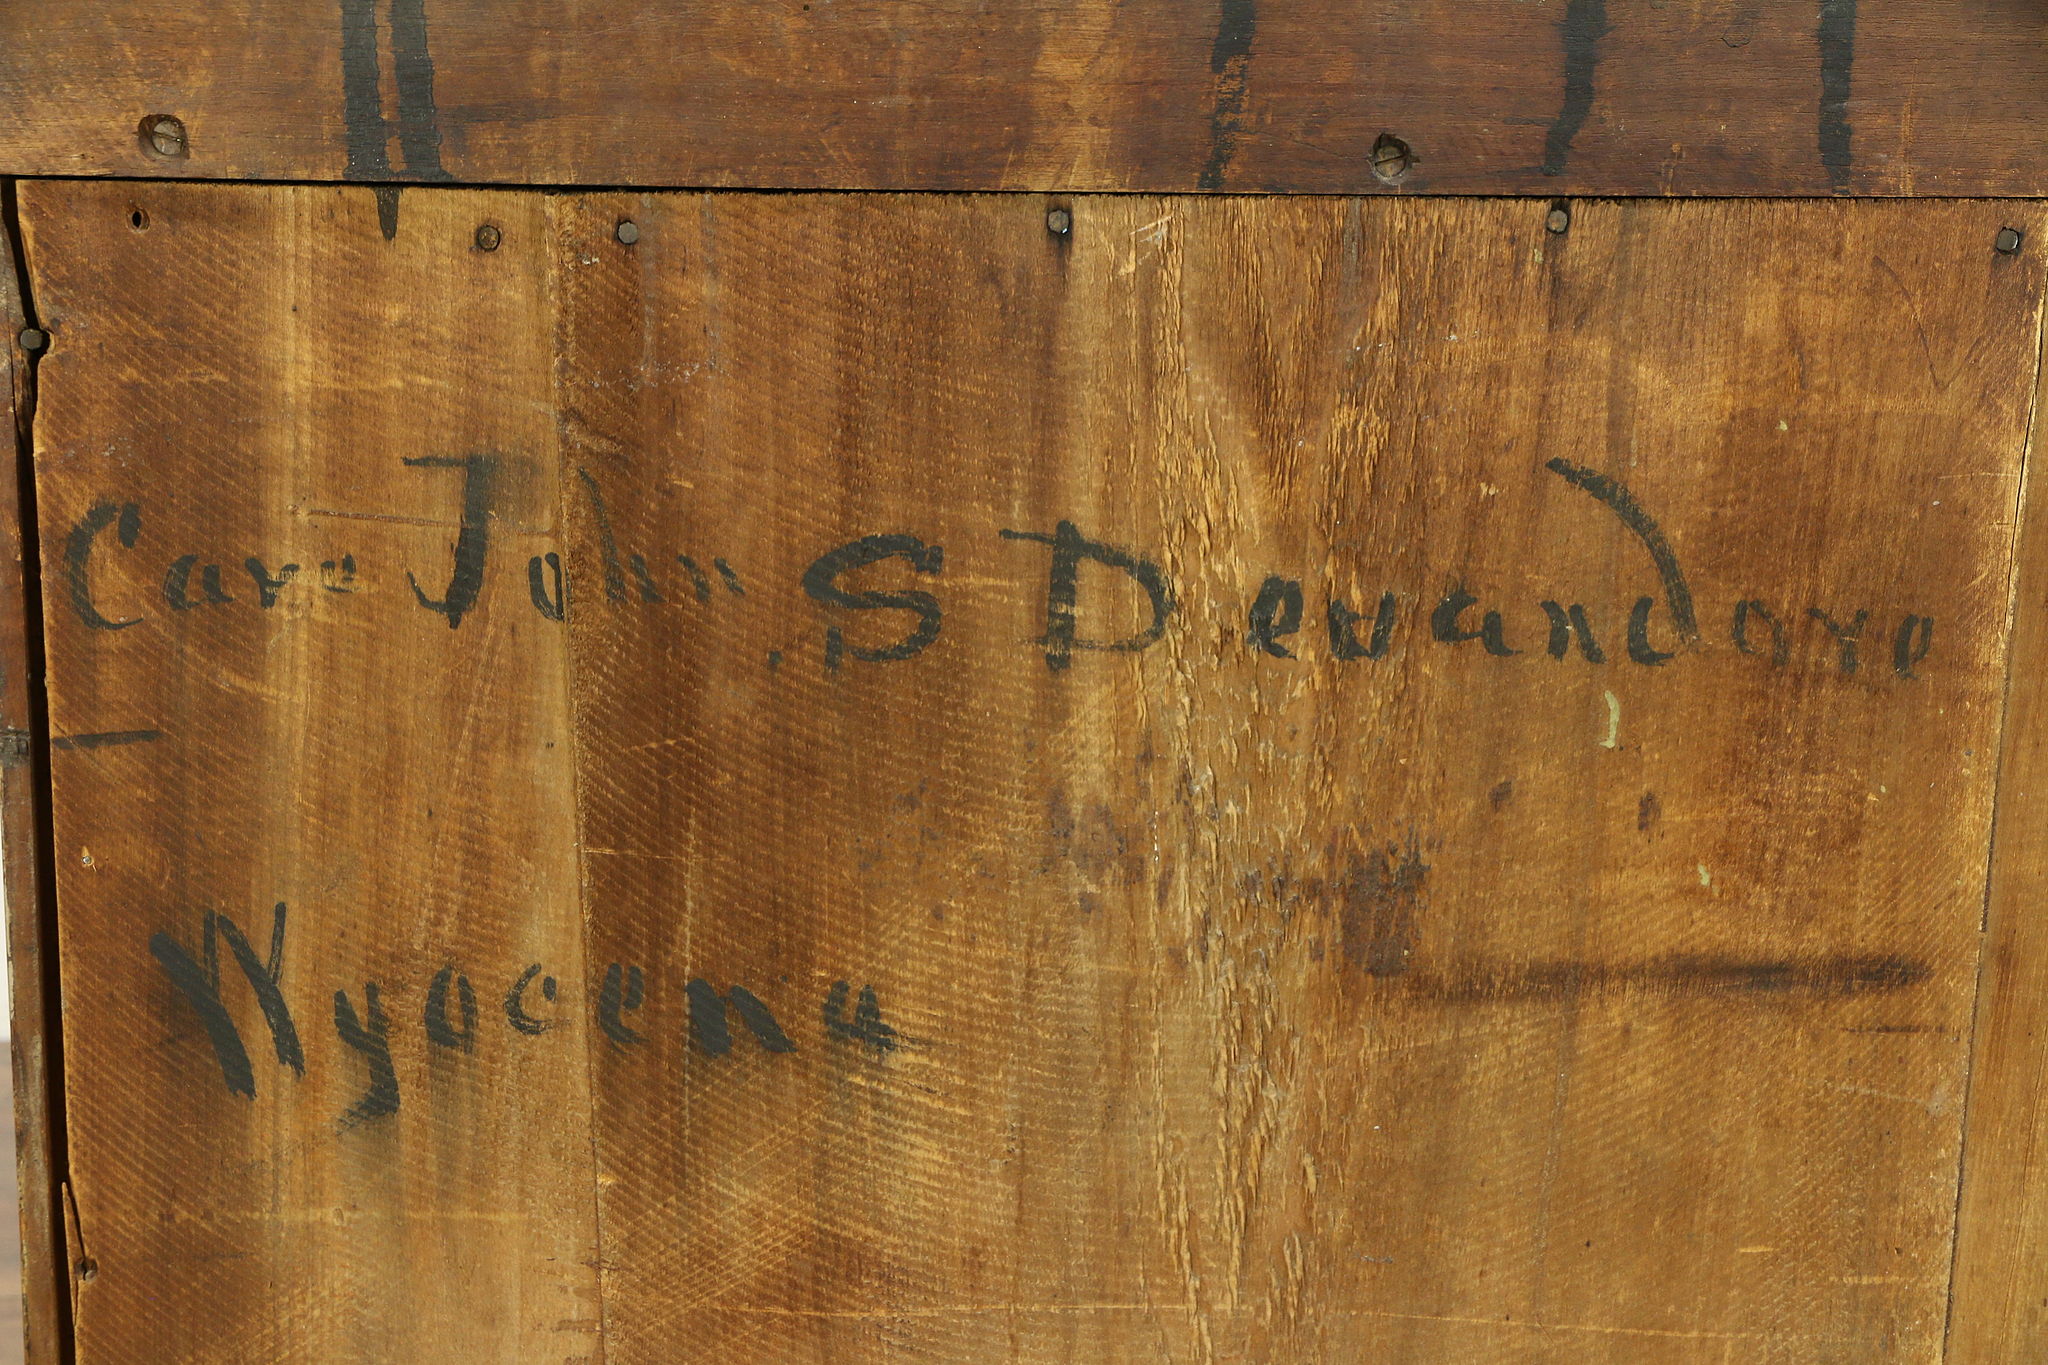 Care John S Devandore
Wyocena